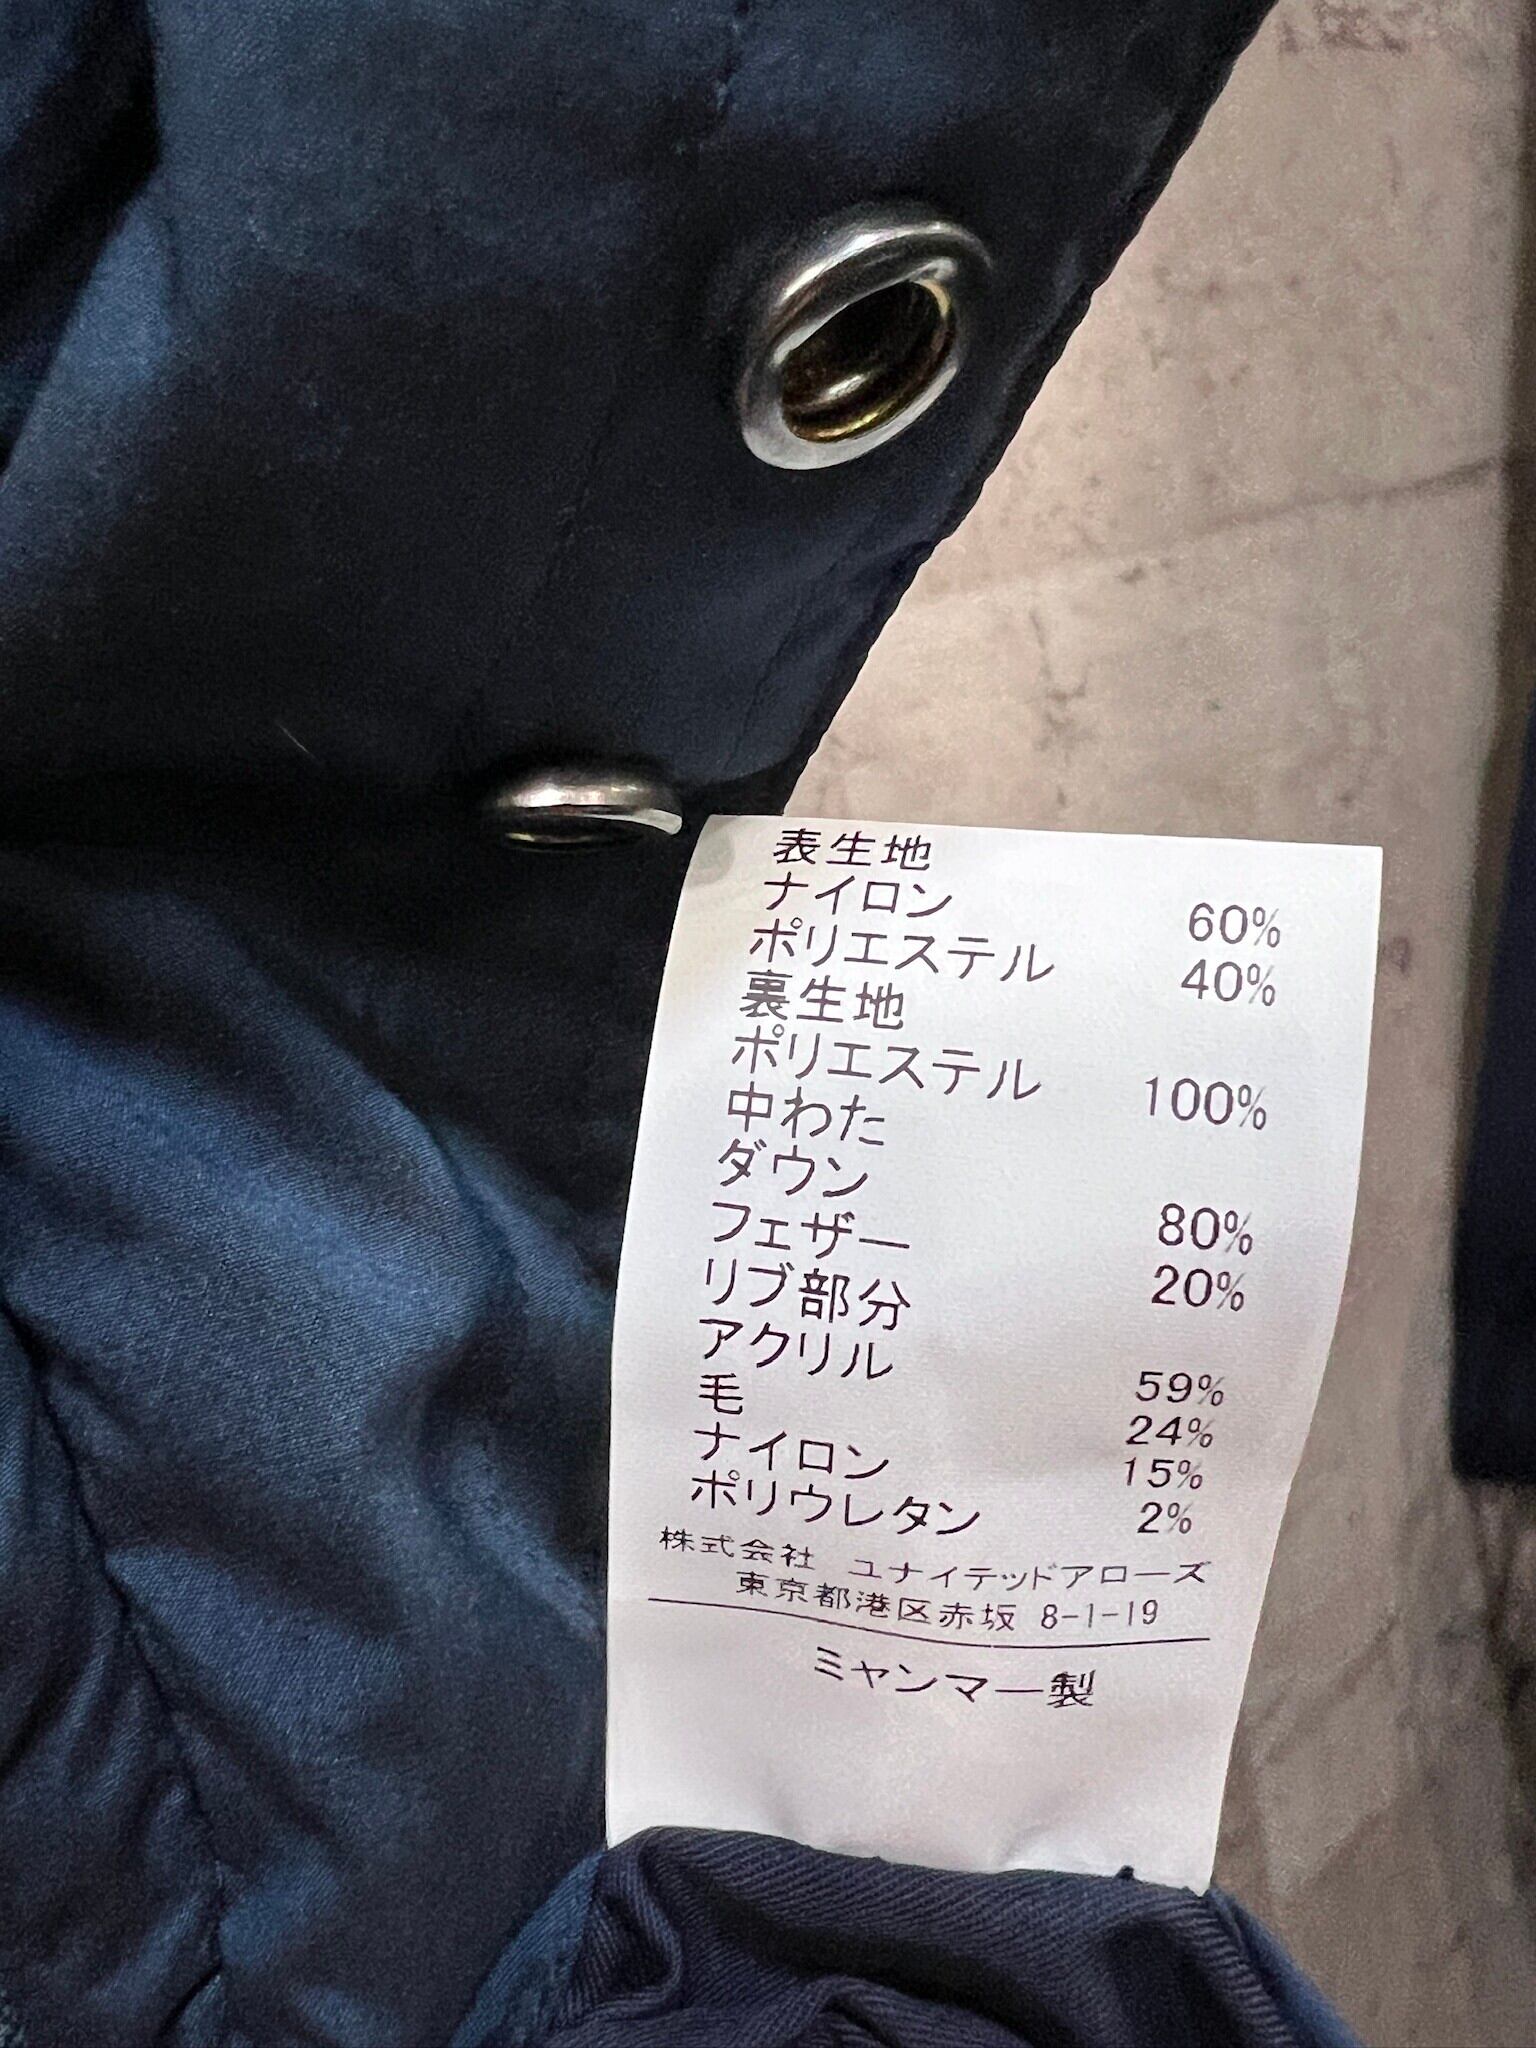 表生地
ナイロン 60%
ポリエステル 40%
裏生地
ポリエステル 100%
中わた
ダウン 80%
フェザー 20%
リブ部分
アクリル 59%
毛 24%
ナイロン 15%
ポリウレタン 2%
株式会社 ユナイテッドアローズ
東京都港区赤坂 8-1-19
ミャンマー製